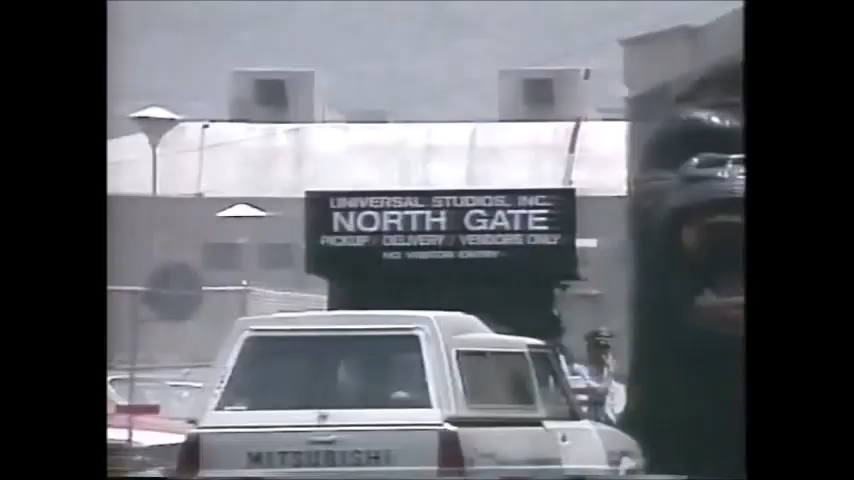 UNIVERSAL STUDIOS, INC.
NORTH GATE
PICKUP / DELIVERY / VENDORS ONLY
NO VISITOR ENTRY
MITSUBISHI